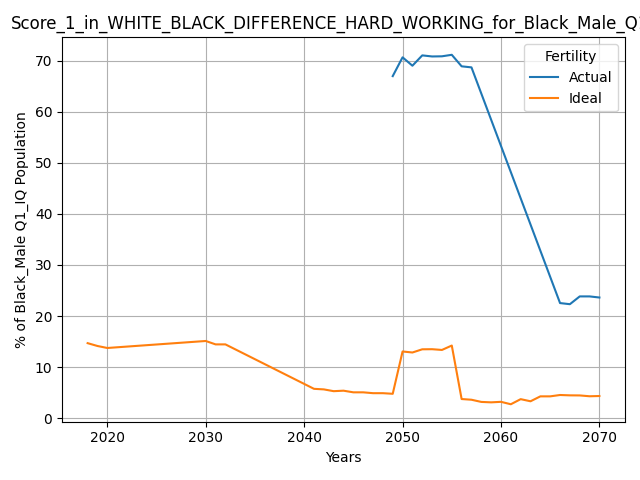 Score_1_in_WHITE_BLACK_DIFFERENCE_HARD_WORKING_for_Black_Male_Q
Fertility
Actual
Ideal
% of Black_Male Q1_IQ Population
70
60
50
40
30
20
10
0
2020 2030 2040 2050 2060 2070
Years